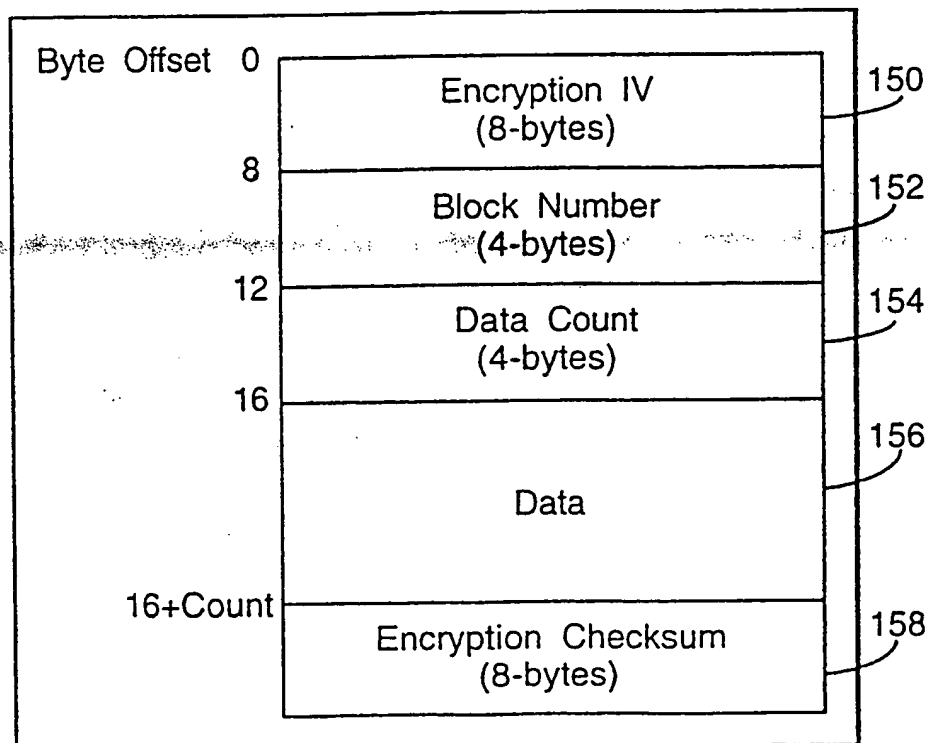 Byte Offset 0
Encryption IV
(8-bytes)
150
8
Block Number
(4-bytes)
152
12
Data Count
(4-bytes)
154
16
Data
156
16+Count
Encryption Checksum
(8-bytes)
158